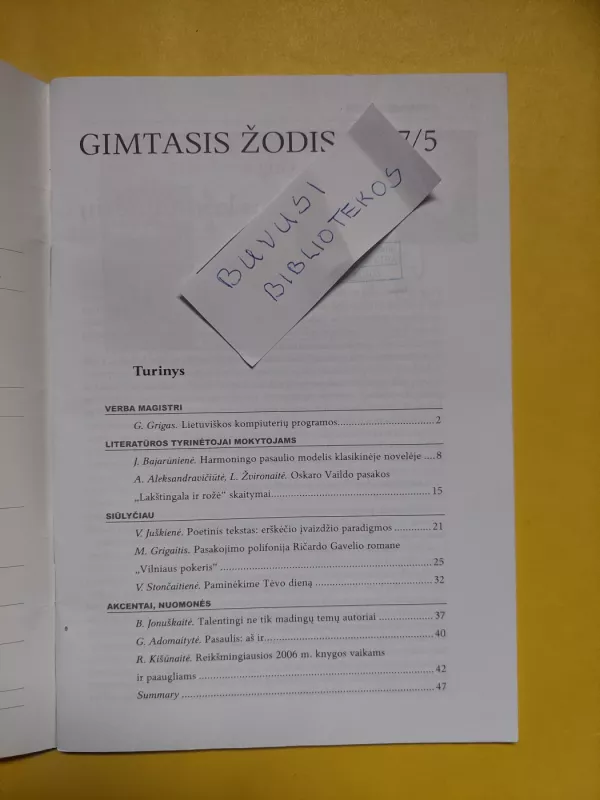 GIMTASIS ŽODIS 7/5
BUVUSI
BIBLIOTEKOS
Turinys
VERBA MAGISTRI
G. Grigas. Lietuviškos kompiuterių programos..................................2
LITERATŪROS TYRINĖTOJAI MOKYTOJAMS
J. Bajarūnienė. Harmoningo pasaulio modelis klasikinėje novelėje ....8
A. Aleksandravičiūtė, L. Žvironaitė. Oskaro Vaildo pasakos
„Lakštingala ir rožė“ skaitymai......................................................15
SIŪLYČIAU
V. Juškienė. Poetinis tekstas: erškėčio įvaizdžio paradigmos .............21
M. Grigaitis. Pasakojimo polifonija Ričardo Gavelio romane
„Vilniaus pokeris“ ............................................................................25
V. Stončaitienė. Paminėkime Tėvo dieną .........................................32
AKCENTAI, NUOMONĖS
B. Jonuškaitė. Talentingi ne tik madingų temų autoriai ...................37
G. Adomaitytė. Pasaulis: aš ir............................................................40
R. Kišūnaitė. Reikšmingiausios 2006 m. knygos vaikams
ir paaugliams ...................................................................................42
Summary ..........................................................................................47